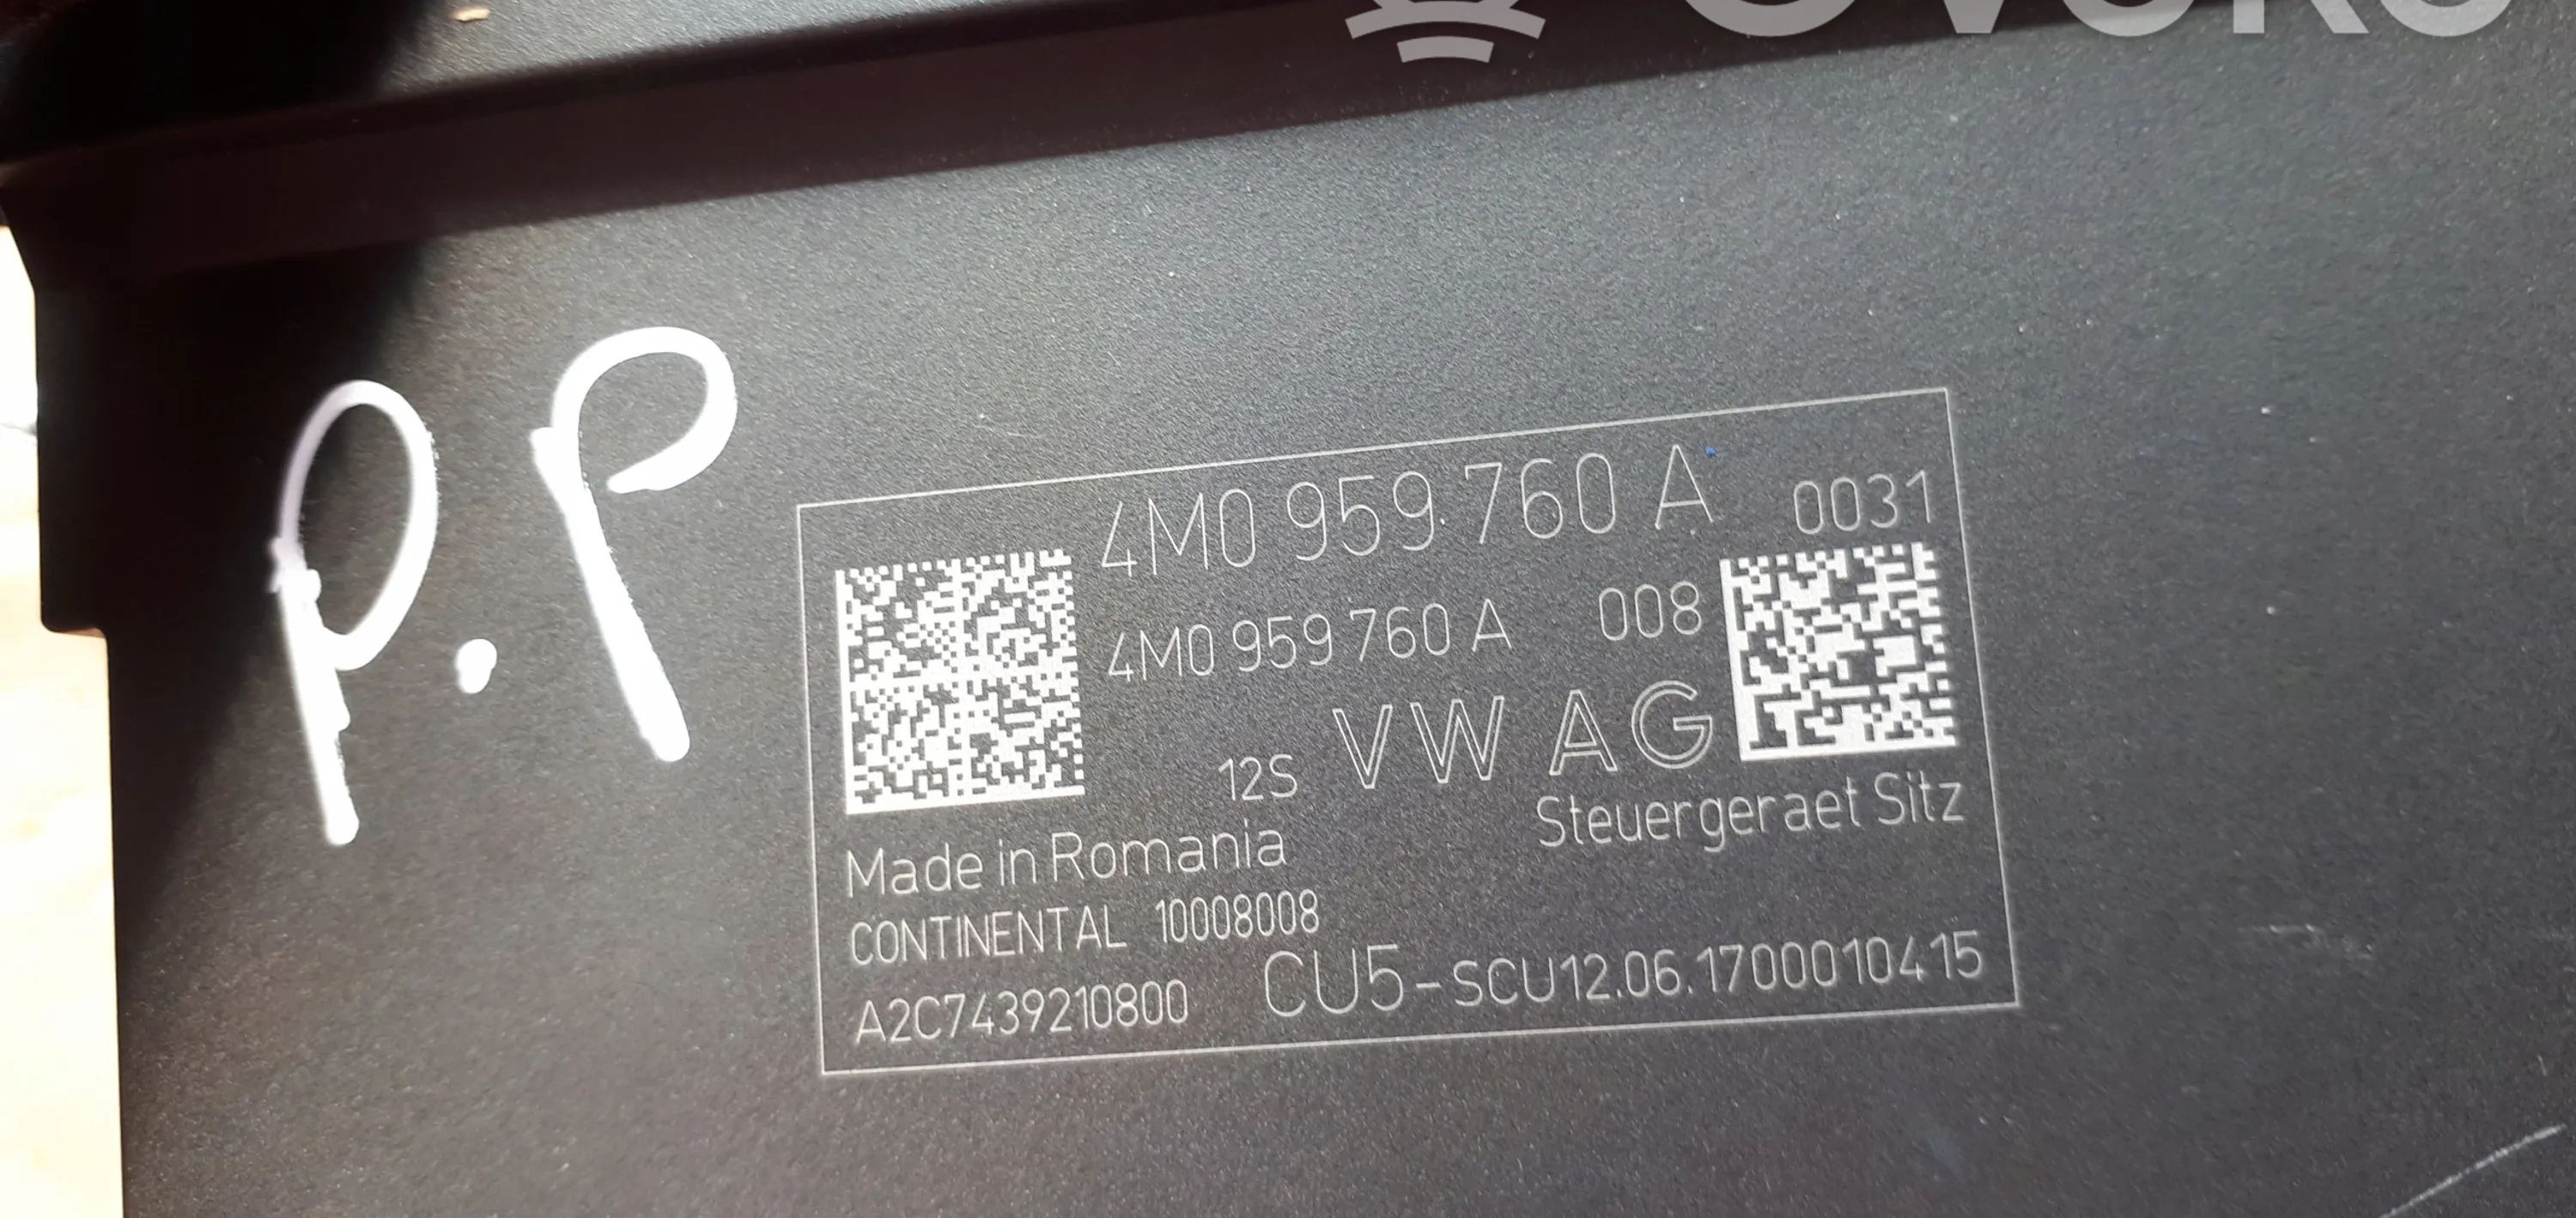 P.P
4M0 959 760 A 0031
4M0 959 760 A 008
12S VW AG
Steuergeraet Sitz
Made in Romania
CONTINENTAL 10008008
A2C7439210800 CU5-SCU12.06.1700010415